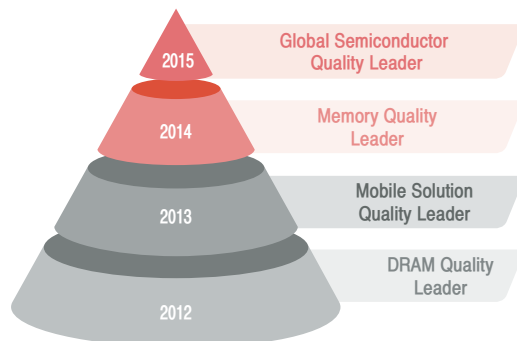 2015
Global Semiconductor
Quality Leader
2014
Memory Quality
Leader
2013
Mobile Solution
Quality Leader
2012
DRAM Quality
Leader